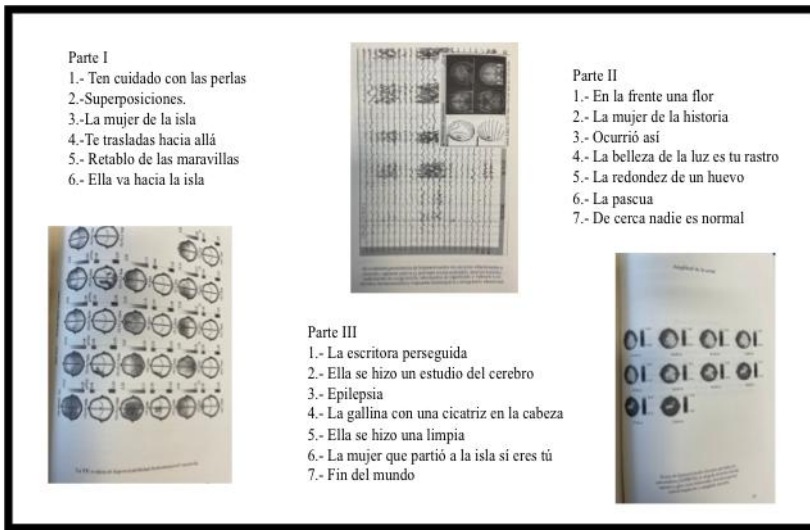 Parte I
1.- Ten cuidado con las perlas
2.-Superposiciones.
3.-La mujer de la isla
4.-Te trasladas hacia allá
5.- Retablo de las maravillas
6.- Ella va hacia la isla
Parte II
1.- En la frente una flor
2.- La mujer de la historia
3.- Ocurrió así
4.- La belleza de la luz es tu rastro
5.- La redondez de un huevo
6.- La pascua
7.- De cerca nadie es normal
Parte III
1.- La escritora perseguida
2.- Ella se hizo un estudio del cerebro
3.- Epilepsia
4.- La gallina con una cicatriz en la cabeza
5.- Ella se hizo una limpia
6.- La mujer que partió a la isla sí eres tú
7.- Fin del mundo